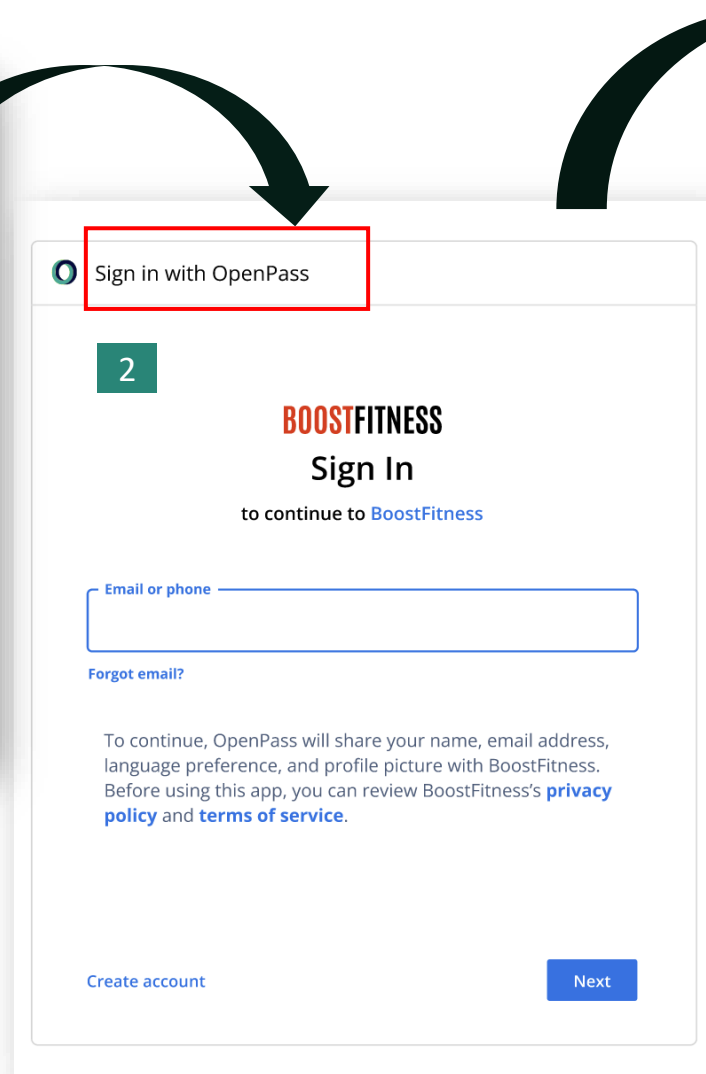 Sign in with OpenPass
2
BOOSTFITNESS
Sign In
to continue to BoostFitness
Email or phone
Forgot email?
To continue, OpenPass will share your name, email address,
language preference, and profile picture with BoostFitness.
Before using this app, you can review BoostFitness’s privacy
policy and terms of service.
Create account
Next